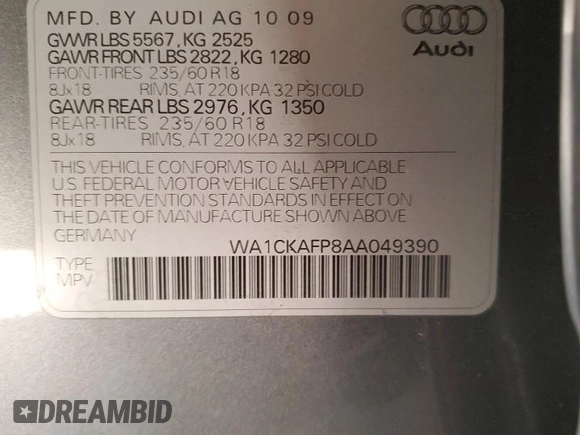 MFD. BY AUDI AG 10 09
GVWR LBS 5567, KG 2525
GAWR FRONT LBS 2822, KG 1280
FRONT-TIRES 235/60 R18
8Jx18 RIMS, AT 220 KPA 32 PSI COLD
GAWR REAR LBS 2976, KG 1350
REAR-TIRES 235/60 R18
8Jx18 RIMS, AT 220 KPA 32 PSI COLD
Audi
THIS VEHICLE CONFORMS TO ALL APPLICABLE
U.S. FEDERAL MOTOR VEHICLE SAFETY AND
THEFT PREVENTION STANDARDS IN EFFECT ON
THE DATE OF MANUFACTURE SHOWN ABOVE.
GERMANY WA1CKAFP8AA049390
TYPE
MPV
DREAMBID